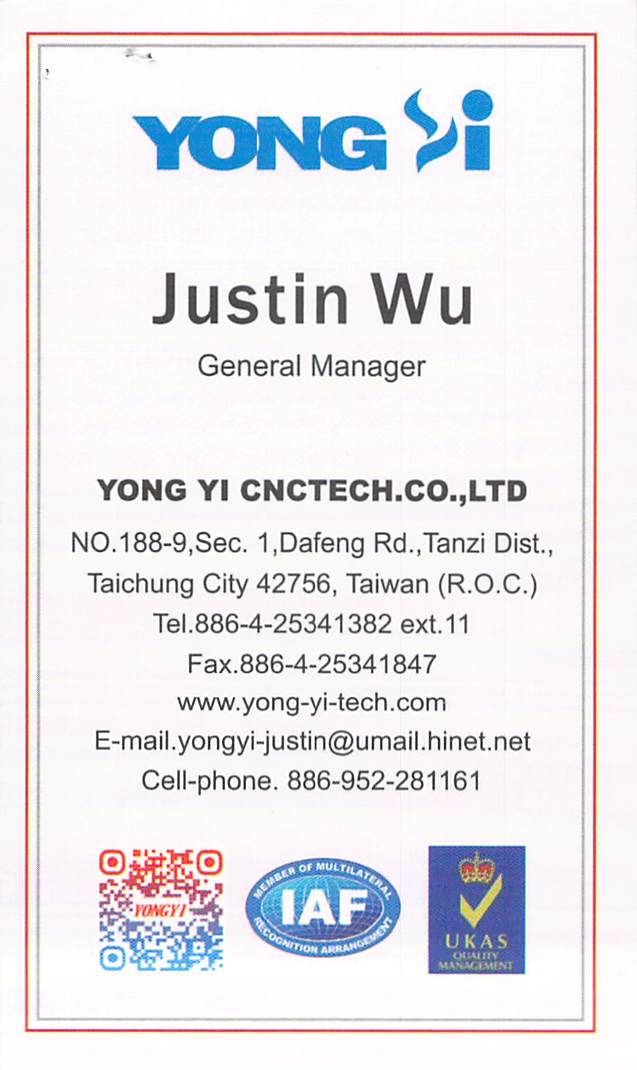 YONG Yi
Justin Wu
General Manager
YONG YI CNCTECH.CO.,LTD
NO.188-9,Sec. 1,Dafeng Rd.,Tanzi Dist.,
Taichung City 42756, Taiwan (R.O.C.)
Tel.886-4-25341382 ext.11
Fax.886-4-25341847
www.yong-yi-tech.com
E-mail.yongyi-justin@umail.hinet.net
Cell-phone. 886-952-281161
YONGYI
MEMBER OF MULTILATERAL
IAF
RECOGNITION ARRANGEMENT
UKAS
QUALITY
MANAGEMENT